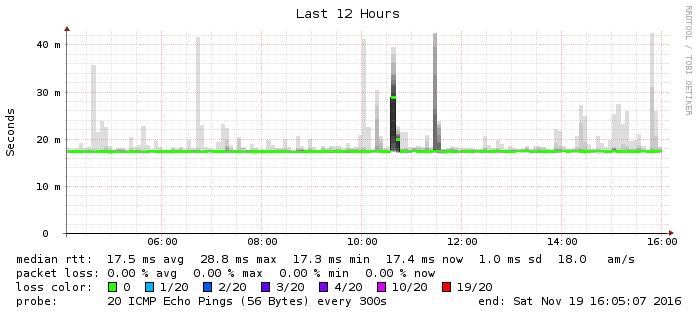 Last 12 Hours
RRDTOOL / TOBI OETIKER
Seconds
40 m
30 m
20 m
10 m
0
06:00 08:00 10:00 12:00 14:00 16:00
median rtt: 17.5 ms avg 28.8 ms max 17.3 ms min 17.4 ms now 1.0 ms sd 18.0 am/s
packet loss: 0.00 % avg 0.00 % max 0.00 % min 0.00 % now
loss color: 0 1/20 2/20 3/20 4/20 10/20 19/20
probe: 20 ICMP Echo Pings (56 Bytes) every 300s end: Sat Nov 19 16:05:07 2016